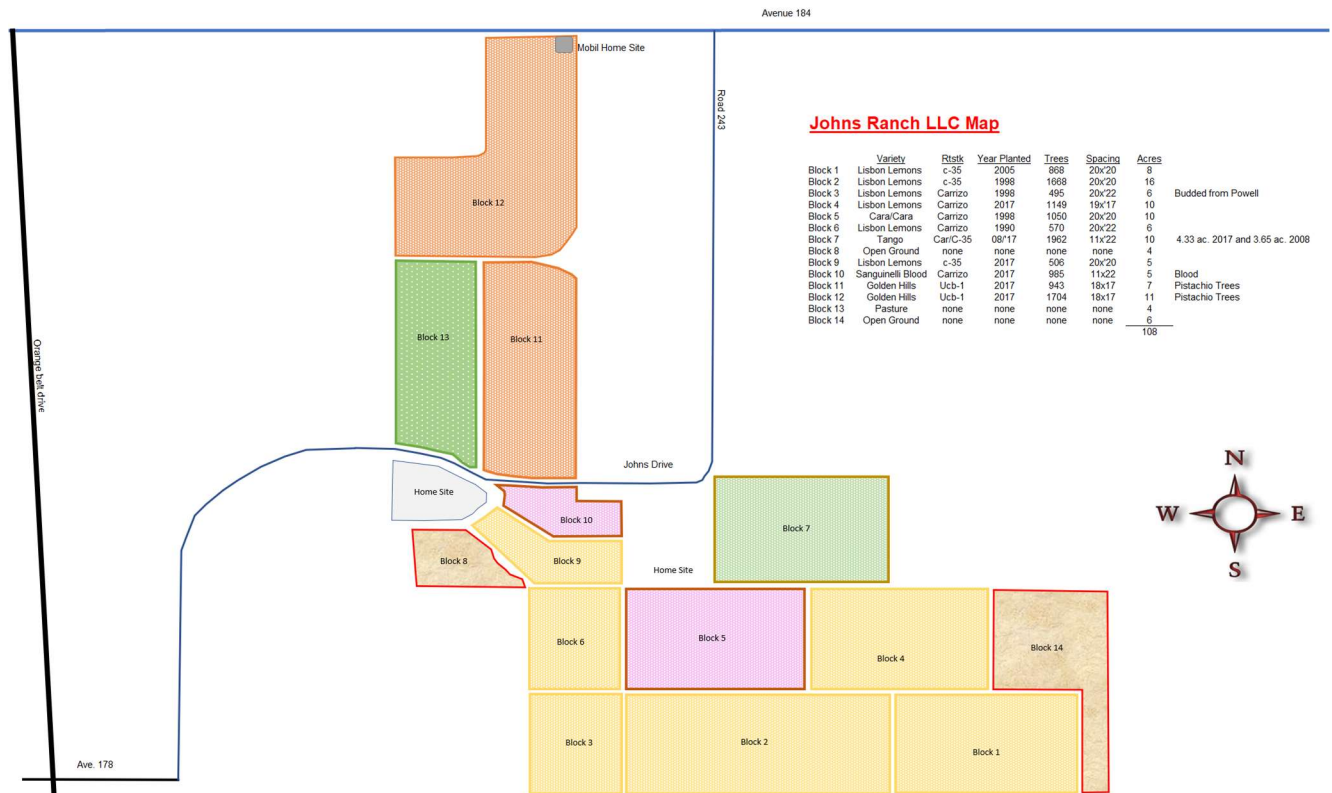 Avenue 184
Mobil Home Site
Road 243
Johns Ranch LLC Map
Variety Rtstk Year Planted Trees Spacing Acres
Block 1 Lisbon Lemons c-35 2005 868 20x'20 8
Block 2 Lisbon Lemons c-35 1998 1668 20x'20 16
Block 3 Lisbon Lemons Carrizo 1998 495 20x'22 6 Budded from Powell
Block 4 Lisbon Lemons Carrizo 2017 1149 19x'17 10
Block 5 Cara/Cara Carrizo 1998 1050 20x'20 10
Block 6 Lisbon Lemons Carrizo 1990 570 20x'22 6
Block 7 Tango Car/C-35 08/'17 1962 11x'22 10 4.33 ac. 2017 and 3.65 ac. 2008
Block 8 Open Ground none none none none 4
Block 9 Lisbon Lemons c-35 2017 506 20x'20 5
Block 10 Sanguinelli Blood Carrizo 2017 985 11x22 5 Blood
Block 11 Golden Hills Ucb-1 2017 943 18x17 7 Pistachio Trees
Block 12 Golden Hills Ucb-1 2017 1704 18x17 11 Pistachio Trees
Block 13 Pasture none none none none 4
Block 14 Open Ground none none none none 6
108
Block 12
Block 13
Block 11
Orange belt drive
Johns Drive
N
W E
S
Home Site
Block 10
Block 7
Block 8
Block 9
Home Site
Block 6
Block 5
Block 4
Block 14
Block 3
Block 2
Block 1
Ave. 178